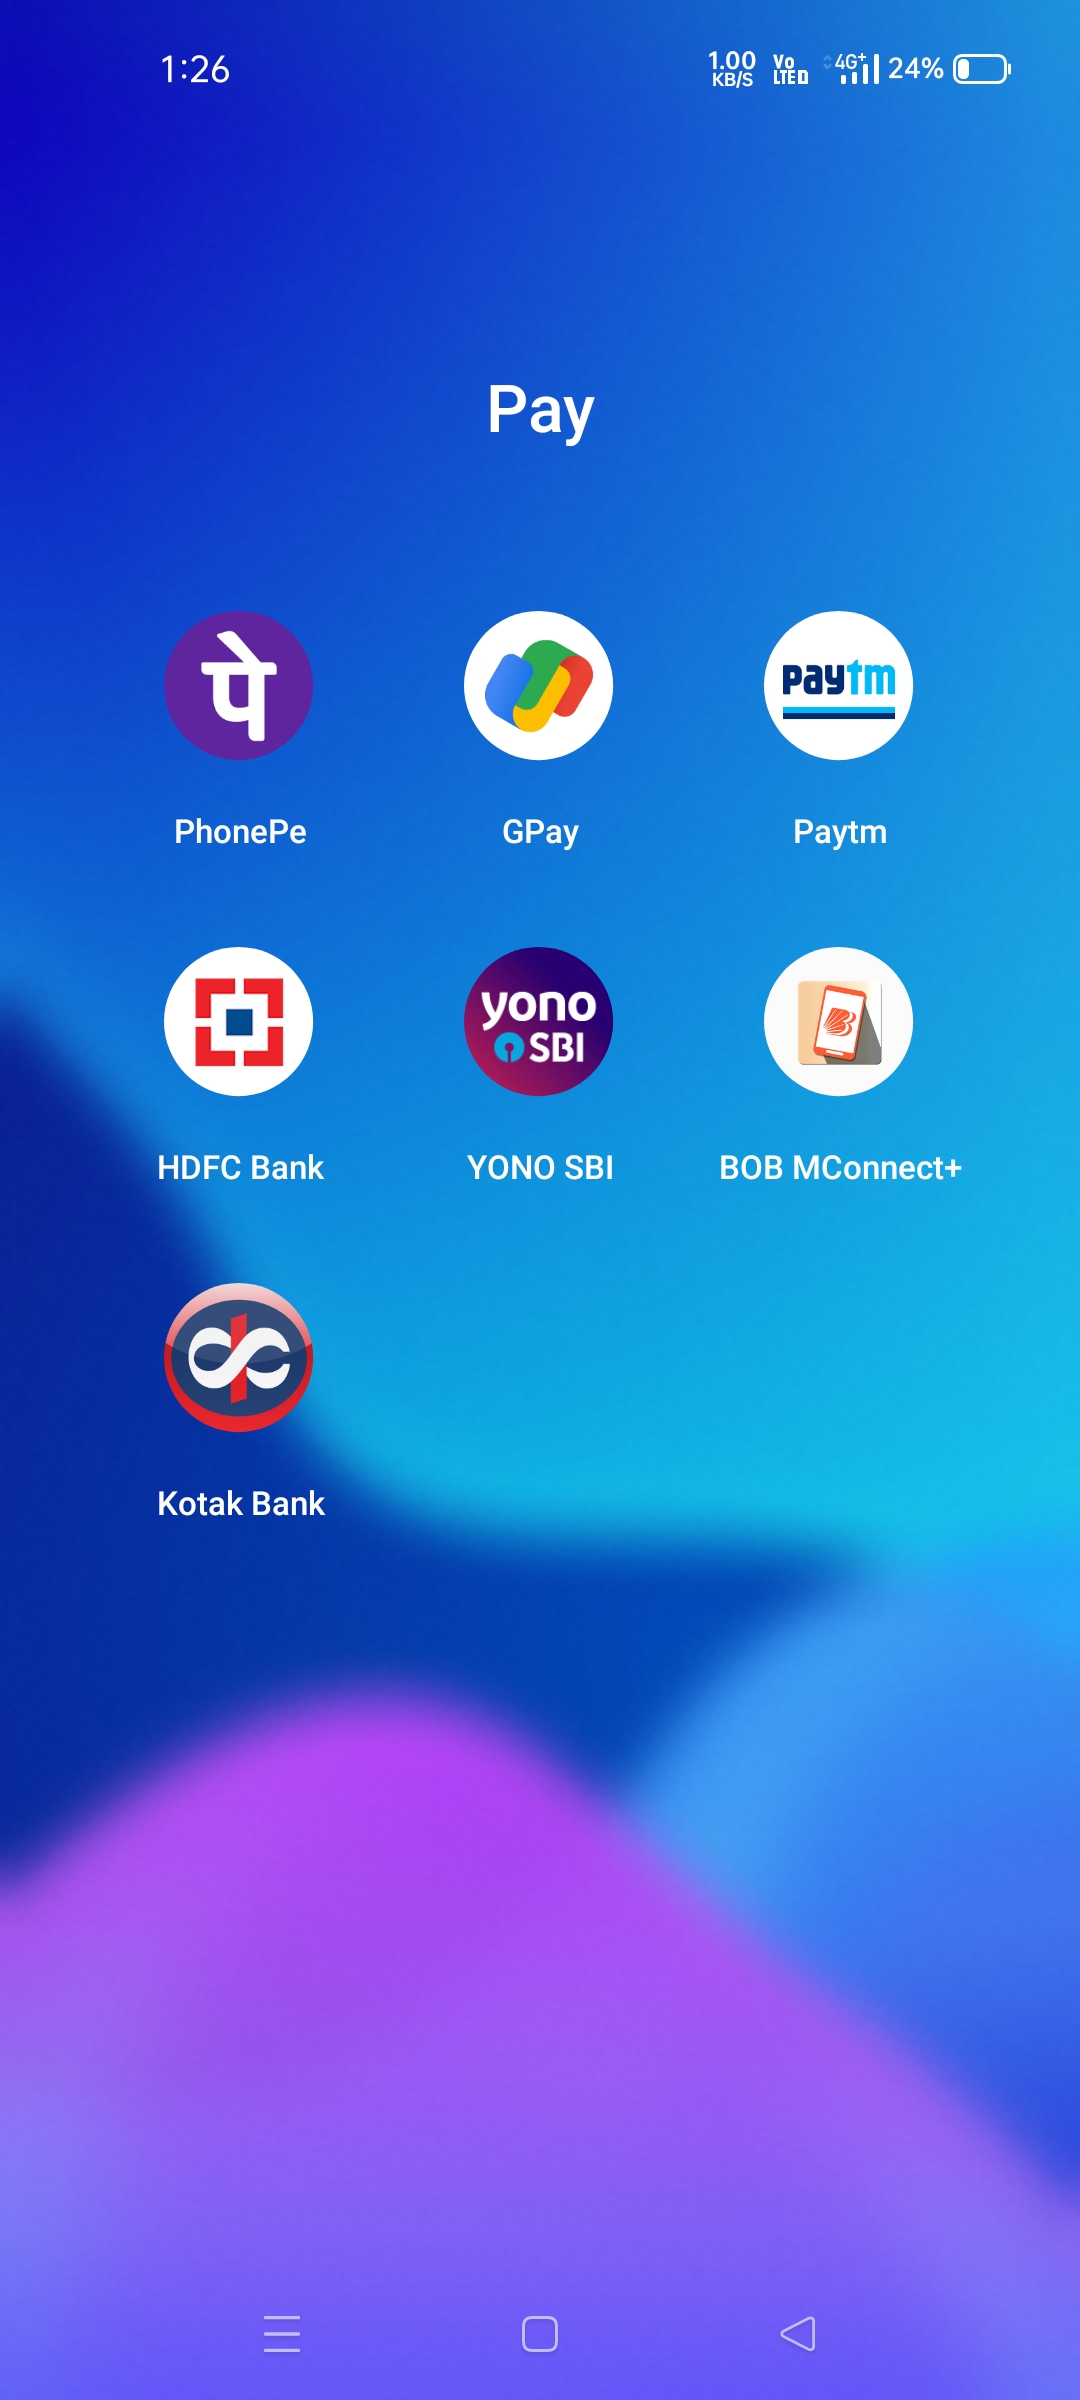 1:26
1.00 KB/S
Vo LTE
4G+
24%
Pay
पे
paytm
PhonePe
GPay
Paytm
yono
SBI
HDFC Bank
YONO SBI
BOB MConnect+
Kotak Bank